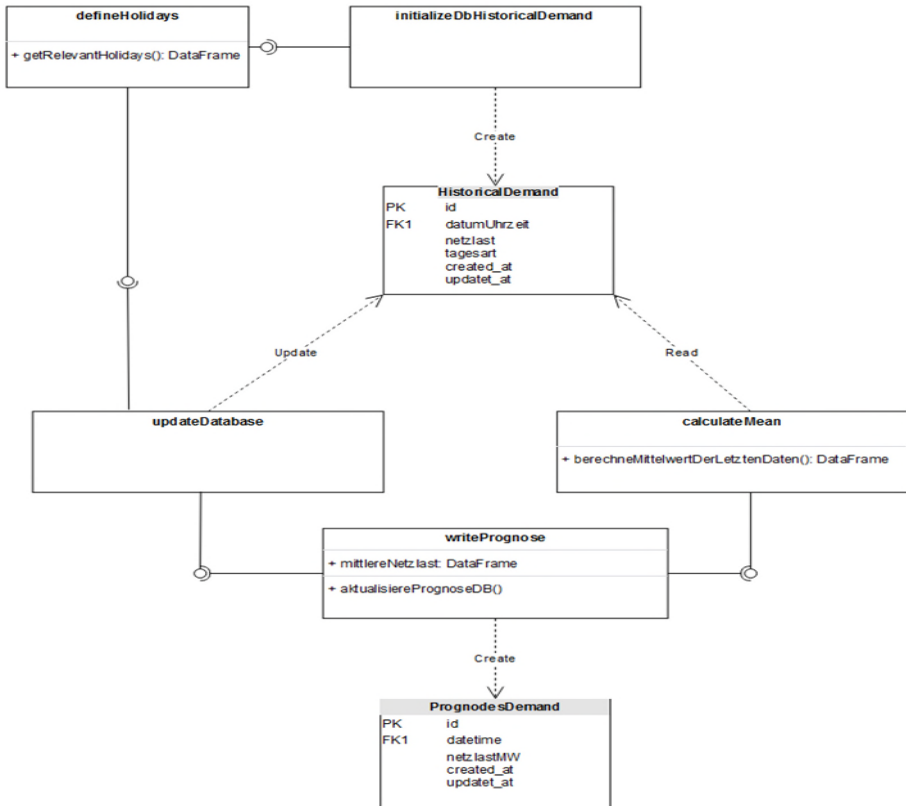 defineHolidays
+ getRelevantHolidays(): DataFrame
initializeDbHistoricalDemand
Create
HistoricalDemand
PK id
FK1 datumUhrzeit
netzlast
tagesart
created_at
updatet_at
Update
Read
updateDatabase
calculateMean
+ berechneMittelwertDerLetztenDaten(): DataFrame
writePrognose
+ mittlereNetzlast: DataFrame
+ aktualisierePrognoseDB()
Create
PrognodesDemand
PK id
FK1 datetime
netzlastMW
created_at
updatet_at